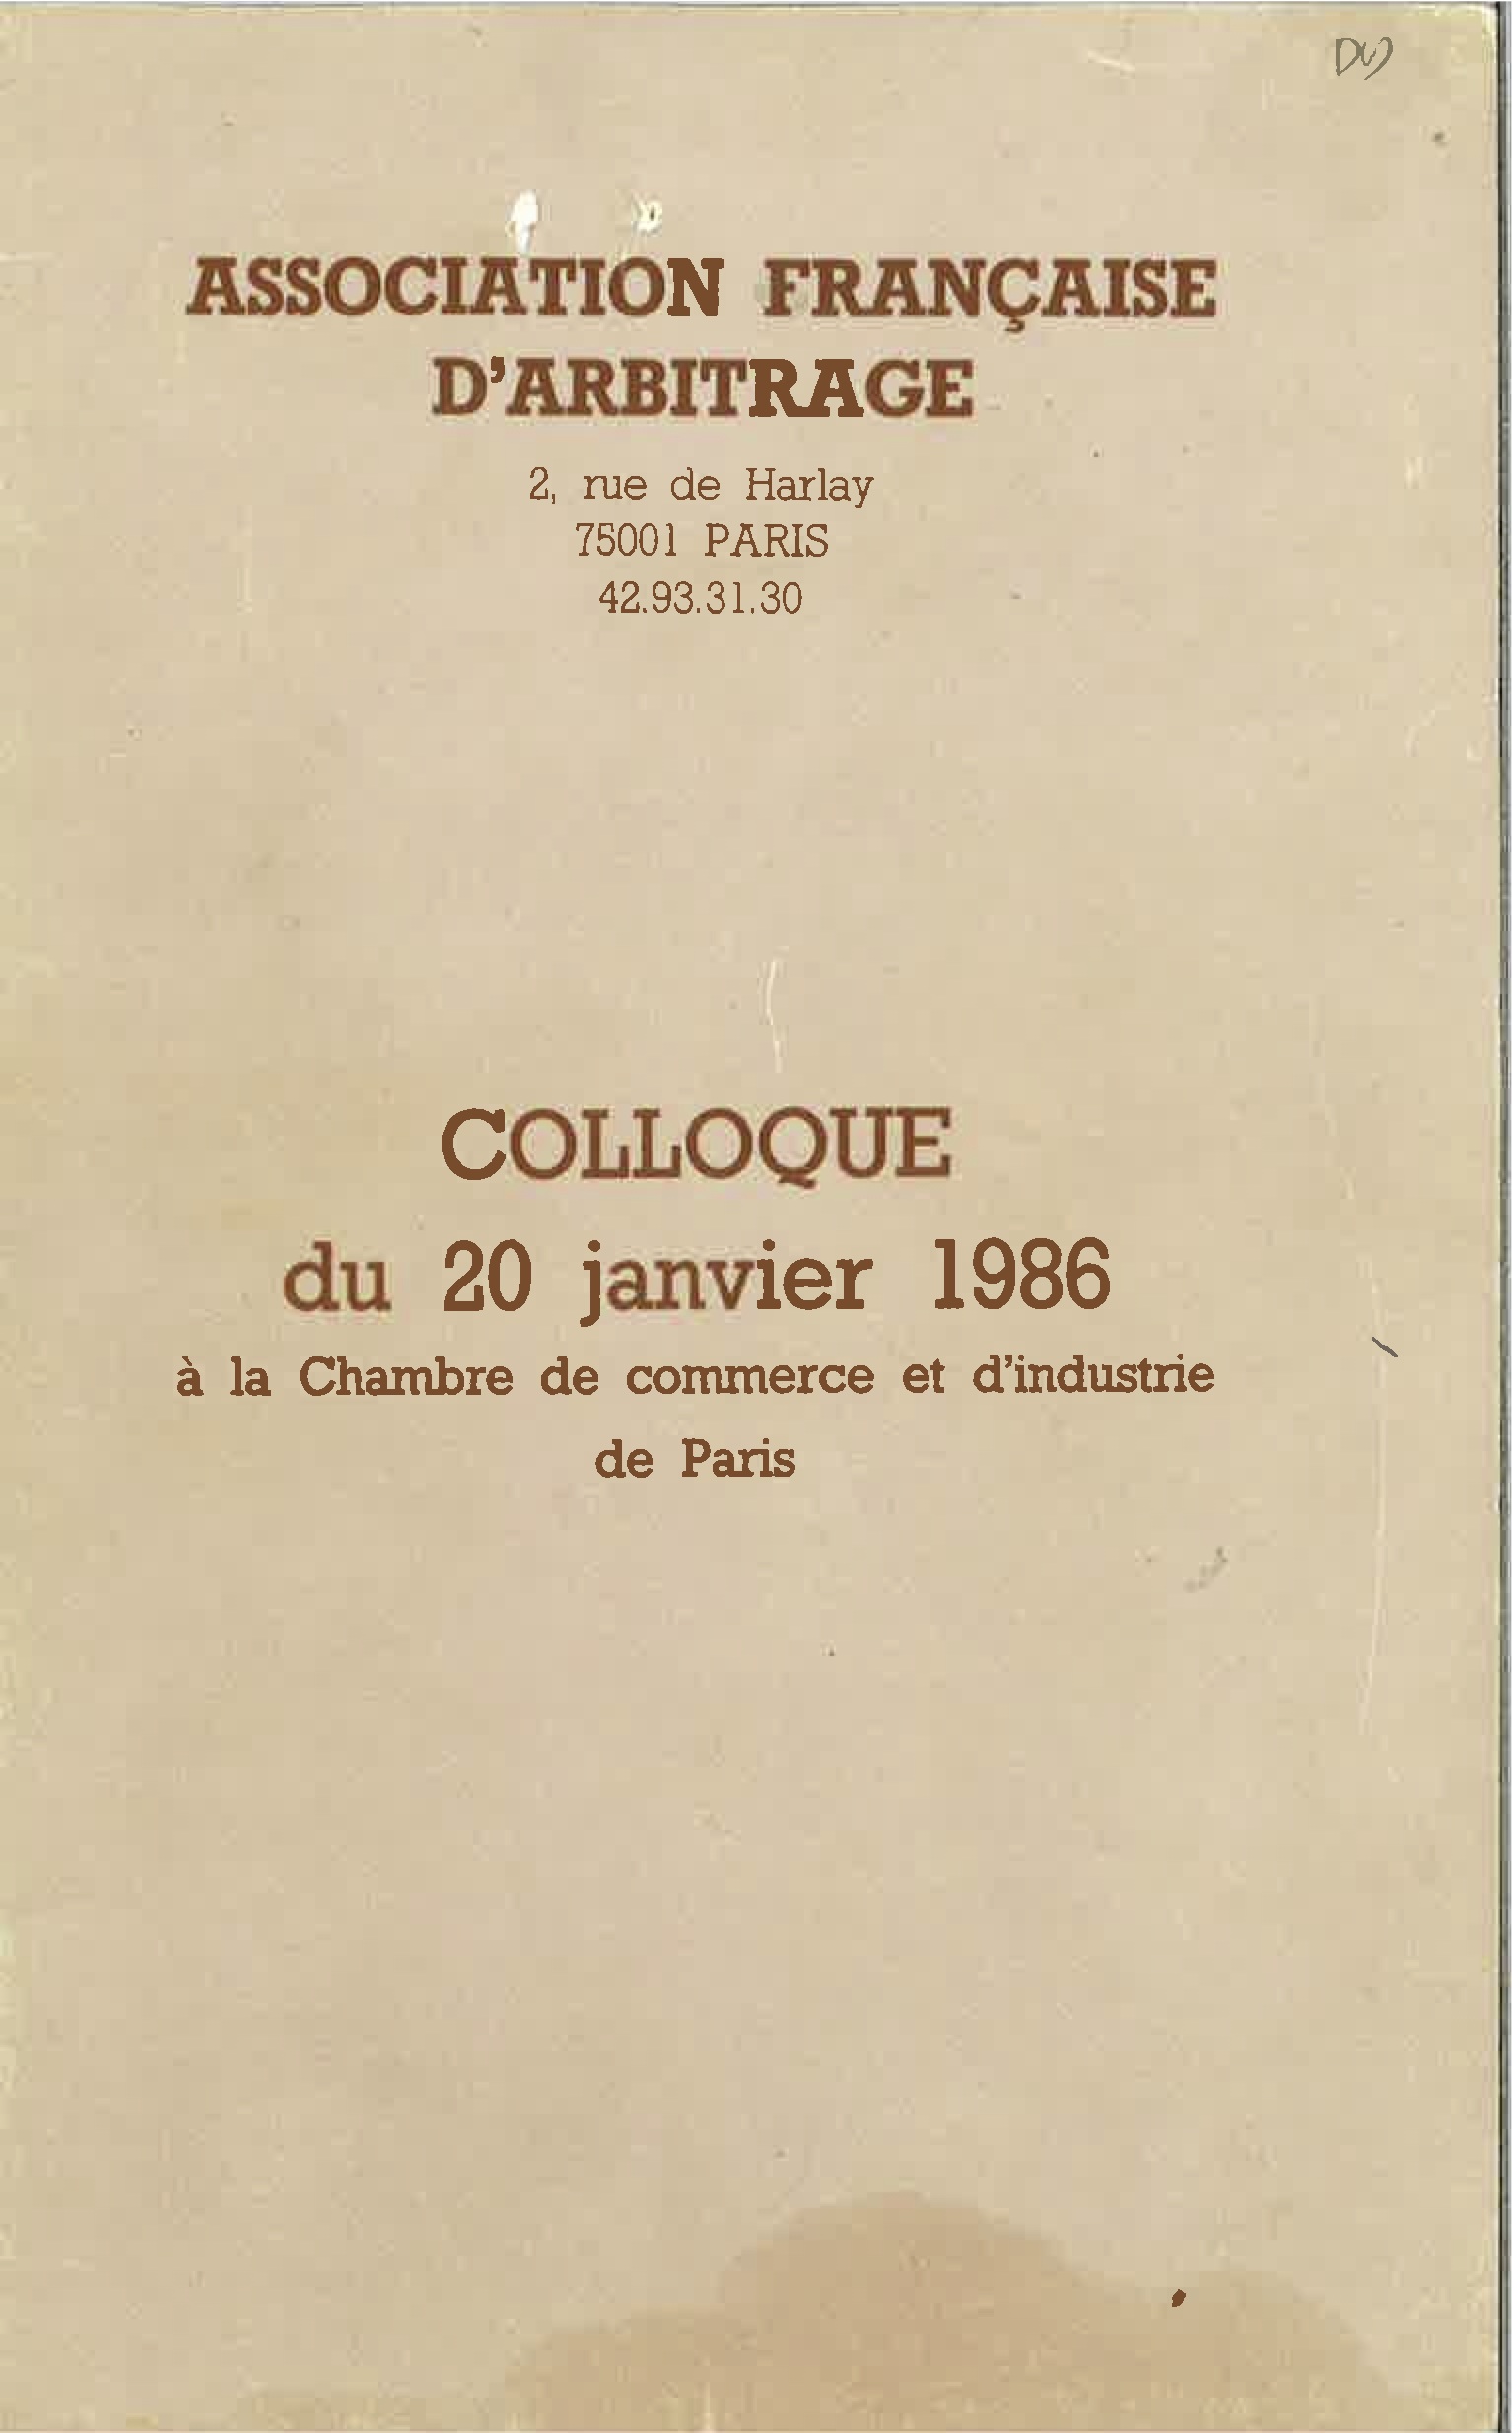 ASSOCIATION FRANÇAISE
D'ARBITRAGE
2, rue de Harlay
75001 PARIS
42.93.31.30
COLLOQUE
du 20 janvier 1986
à la Chambre de commerce et d'industrie
de Paris